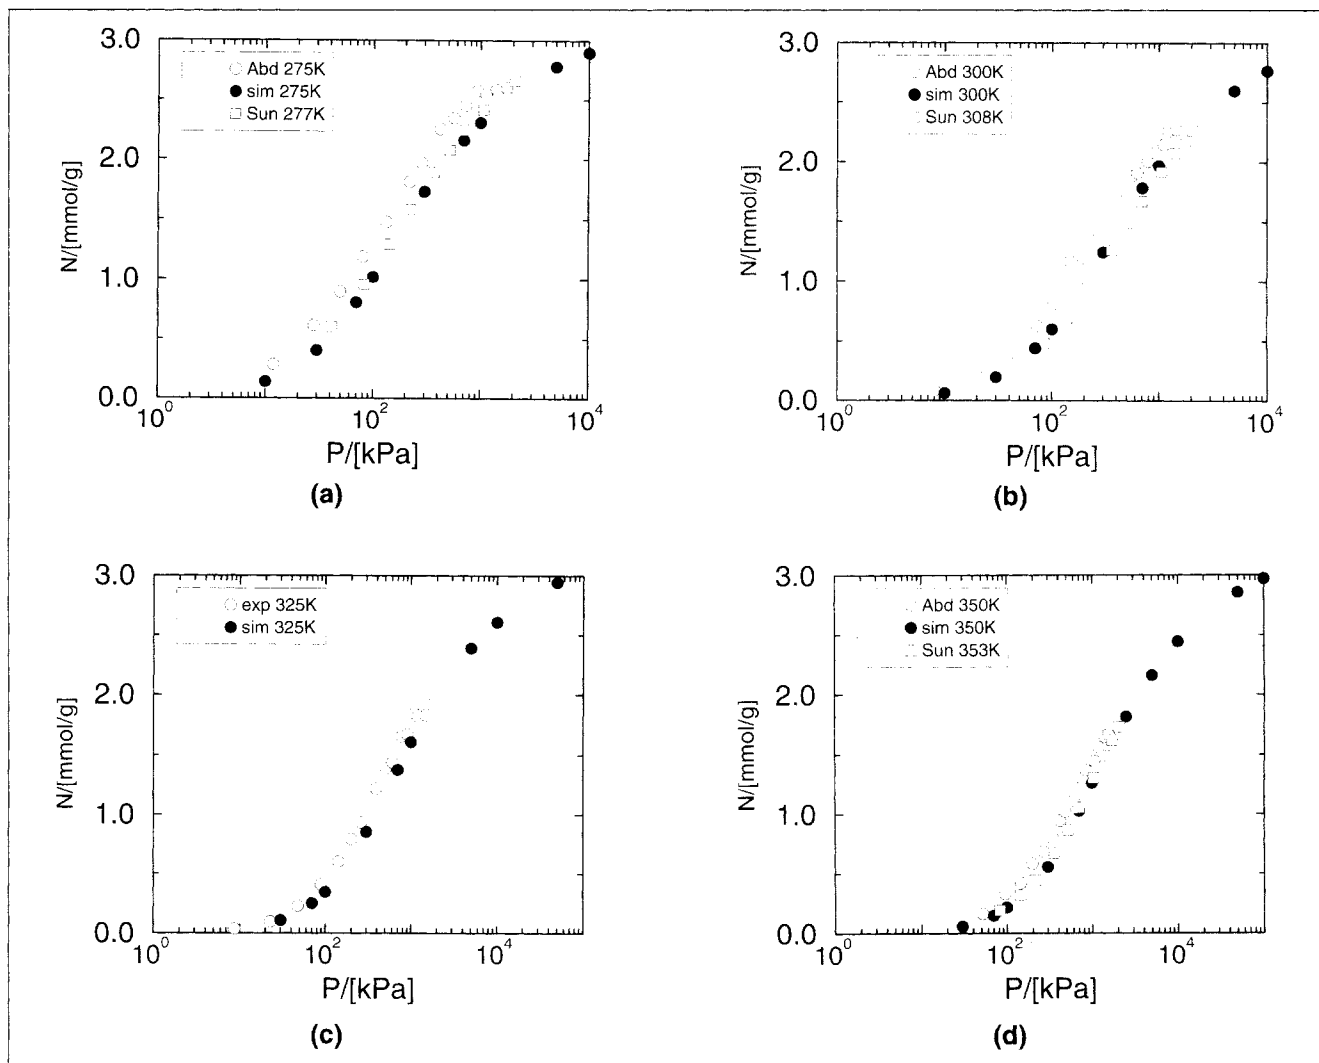 3.0
Abd 275K
sim 275K
Sun 277K
2.0
N/[mmol/g]
1.0
0.0
10^0
10^2
10^4
P/[kPa]
(a)
3.0
Abd 300K
sim 300K
Sun 308K
2.0
N/[mmol/g]
1.0
0.0
10^0
10^2
10^4
P/[kPa]
(b)
3.0
exp 325K
sim 325K
2.0
N/[mmol/g]
1.0
0.0
10^0
10^2
10^4
P/[kPa]
(c)
3.0
Abd 350K
sim 350K
Sun 353K
2.0
N/[mmol/g]
1.0
0.0
10^0
10^2
10^4
P/[kPa]
(d)